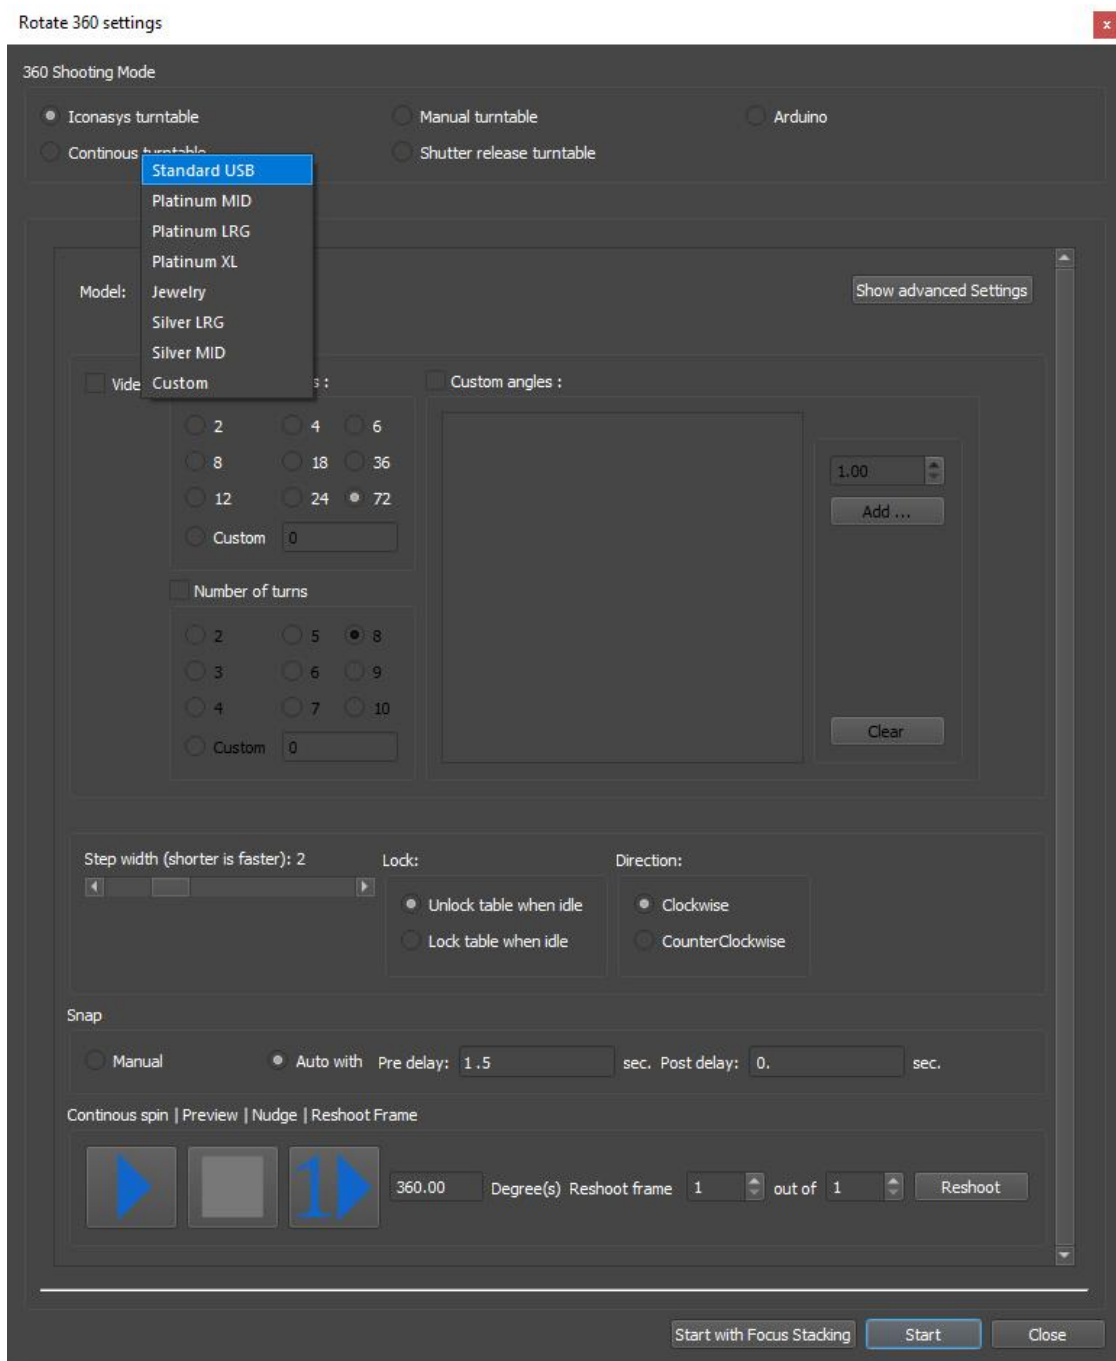 Rotate 360 settings
x
360 Shooting Mode
Iconasys turntable
Manual turntable
Arduino
Continous
Shutter release turntable
Standard USB
Platinum MID
Platinum LRG
Platinum XL
Model:
Jewelry
Show advanced Settings
Silver LRG
Silver MID
Vide
Custom
s :
Custom angles :
2 4 6
8 18 36
12 24 72
Custom 0
1.00
Add ...
Number of turns
2 5 8
3 6 9
4 7 10
Custom 0
Clear
Step width (shorter is faster): 2
Lock:
Direction:
Unlock table when idle
Clockwise
Lock table when idle
CounterClockwise
Snap
Manual
Auto with Pre delay: 1.5 sec. Post delay: 0. sec.
Continous spin | Preview | Nudge | Reshoot Frame
1
360.00 Degree(s) Reshoot frame 1 out of 1 Reshoot
Start with Focus Stacking
Start
Close